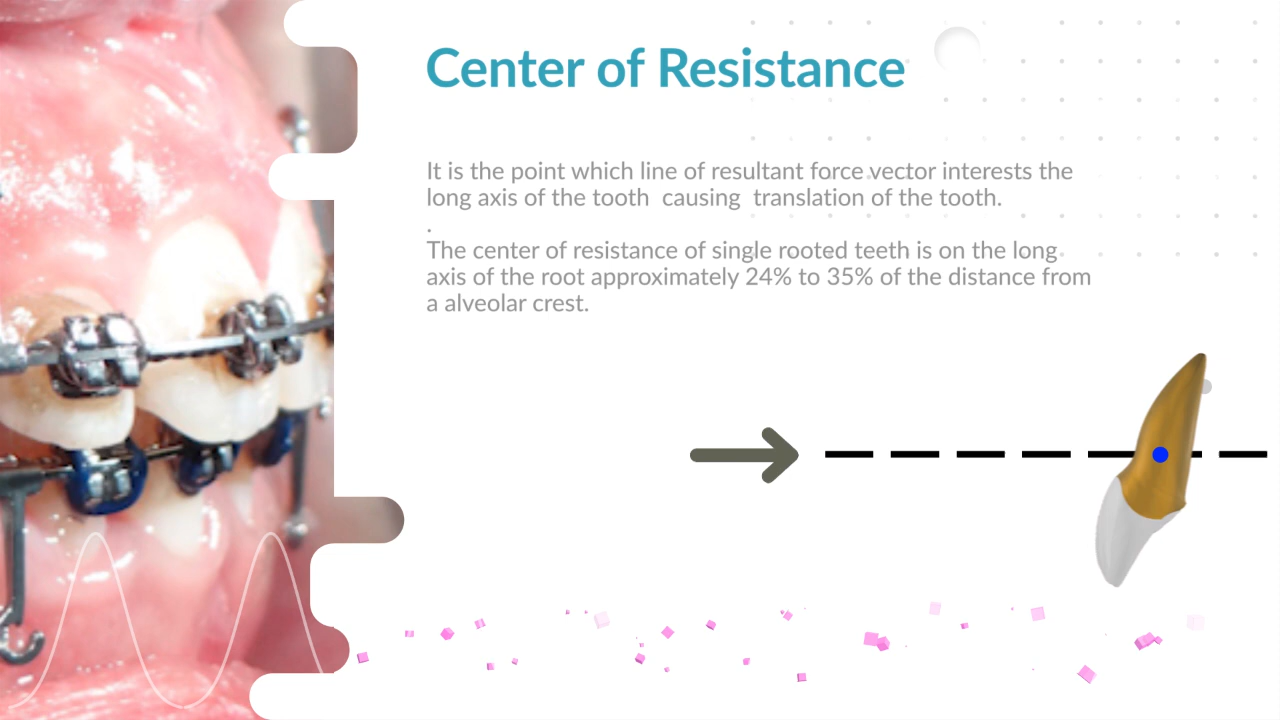 Center of Resistance
It is the point which line of resultant force vector interests the
long axis of the tooth  causing  translation of the tooth.
.
The center of resistance of single rooted teeth is on the long
axis of the root approximately 24% to 35% of the distance from
a alveolar crest.